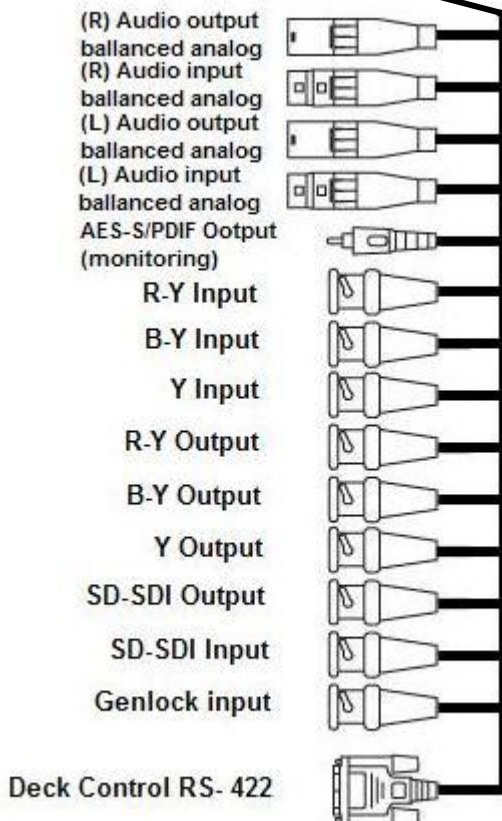 (R) Audio output
ballanced analog
(R) Audio input
ballanced analog
(L) Audio output
ballanced analog
(L) Audio input
ballanced analog
AES-S/PDIF Ootput
(monitoring)
R-Y Input
B-Y Input
Y Input
R-Y Output
B-Y Output
Y Output
SD-SDI Output
SD-SDI Input
Genlock input
Deck Control RS- 422